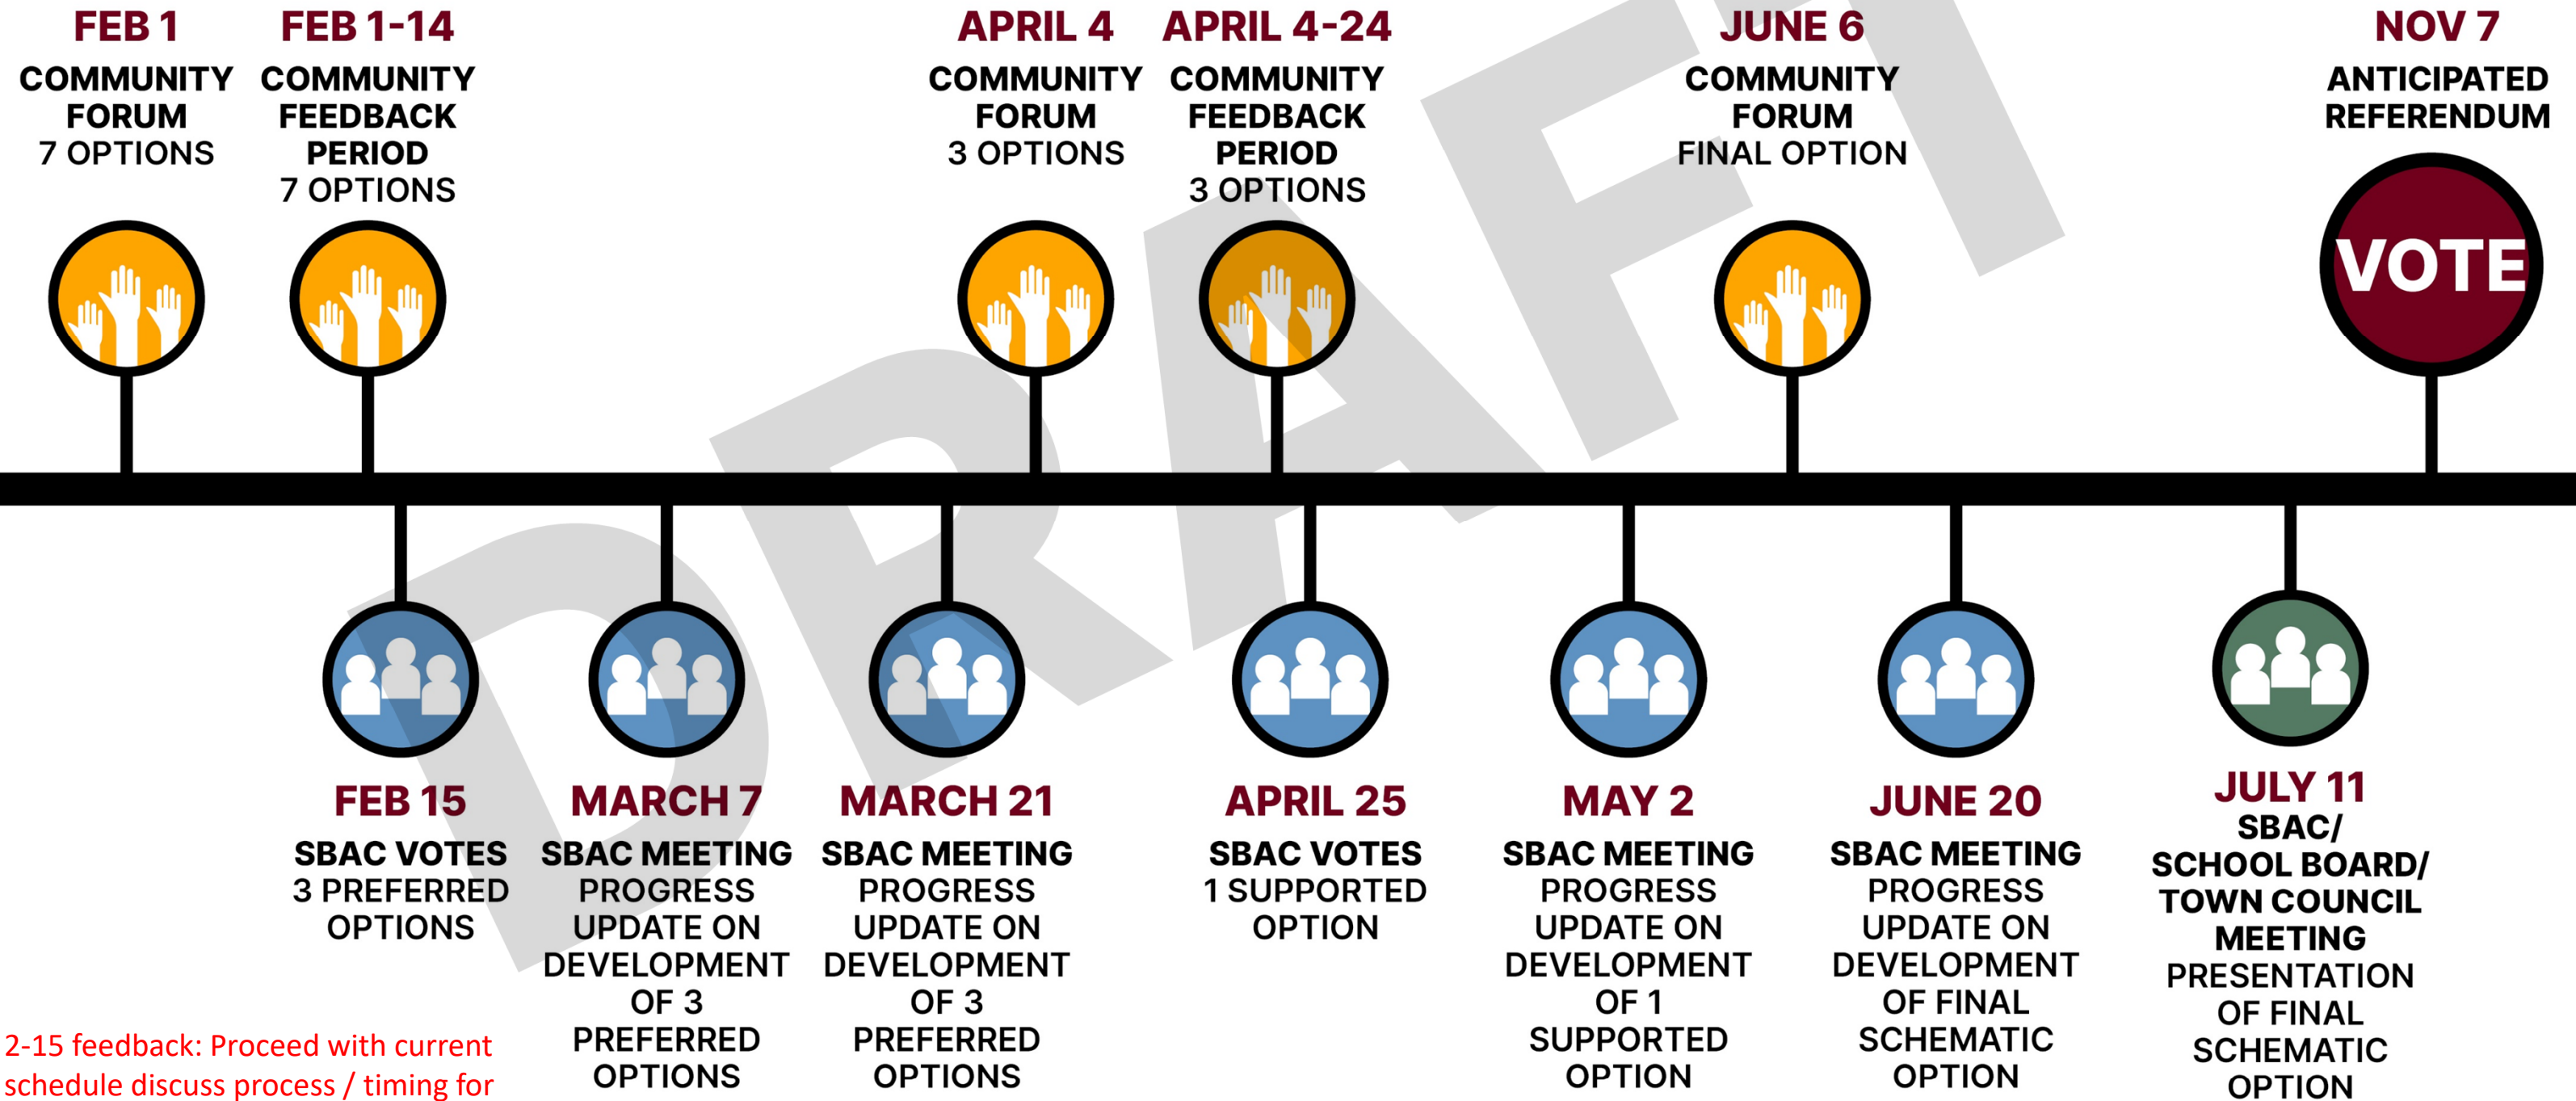 FEB 1
COMMUNITY
FORUM
7 OPTIONS
FEB 1-14
COMMUNITY
FEEDBACK
PERIOD
7 OPTIONS
APRIL 4
COMMUNITY
FORUM
3 OPTIONS
APRIL 4-24
COMMUNITY
FEEDBACK
PERIOD
3 OPTIONS
JUNE 6
COMMUNITY
FORUM
FINAL OPTION
NOV 7
ANTICIPATED
REFERENDUM
VOTE
DRAFT
FEB 15
SBAC VOTES
3 PREFERRED
OPTIONS
MARCH 7
SBAC MEETING
PROGRESS
UPDATE ON
DEVELOPMENT
OF 3
PREFERRED
OPTIONS
MARCH 21
SBAC MEETING
PROGRESS
UPDATE ON
DEVELOPMENT
OF 3
PREFERRED
OPTIONS
APRIL 25
SBAC VOTES
1 SUPPORTED
OPTION
MAY 2
SBAC MEETING
PROGRESS
UPDATE ON
DEVELOPMENT
OF 1
SUPPORTED
OPTION
JUNE 20
SBAC MEETING
PROGRESS
UPDATE ON
DEVELOPMENT
OF FINAL
SCHEMATIC
OPTION
JULY 11
SBAC/
SCHOOL BOARD/
TOWN COUNCIL
MEETING
PRESENTATION
OF FINAL
SCHEMATIC
OPTION
2-15 feedback: Proceed with current
schedule discuss process / timing for